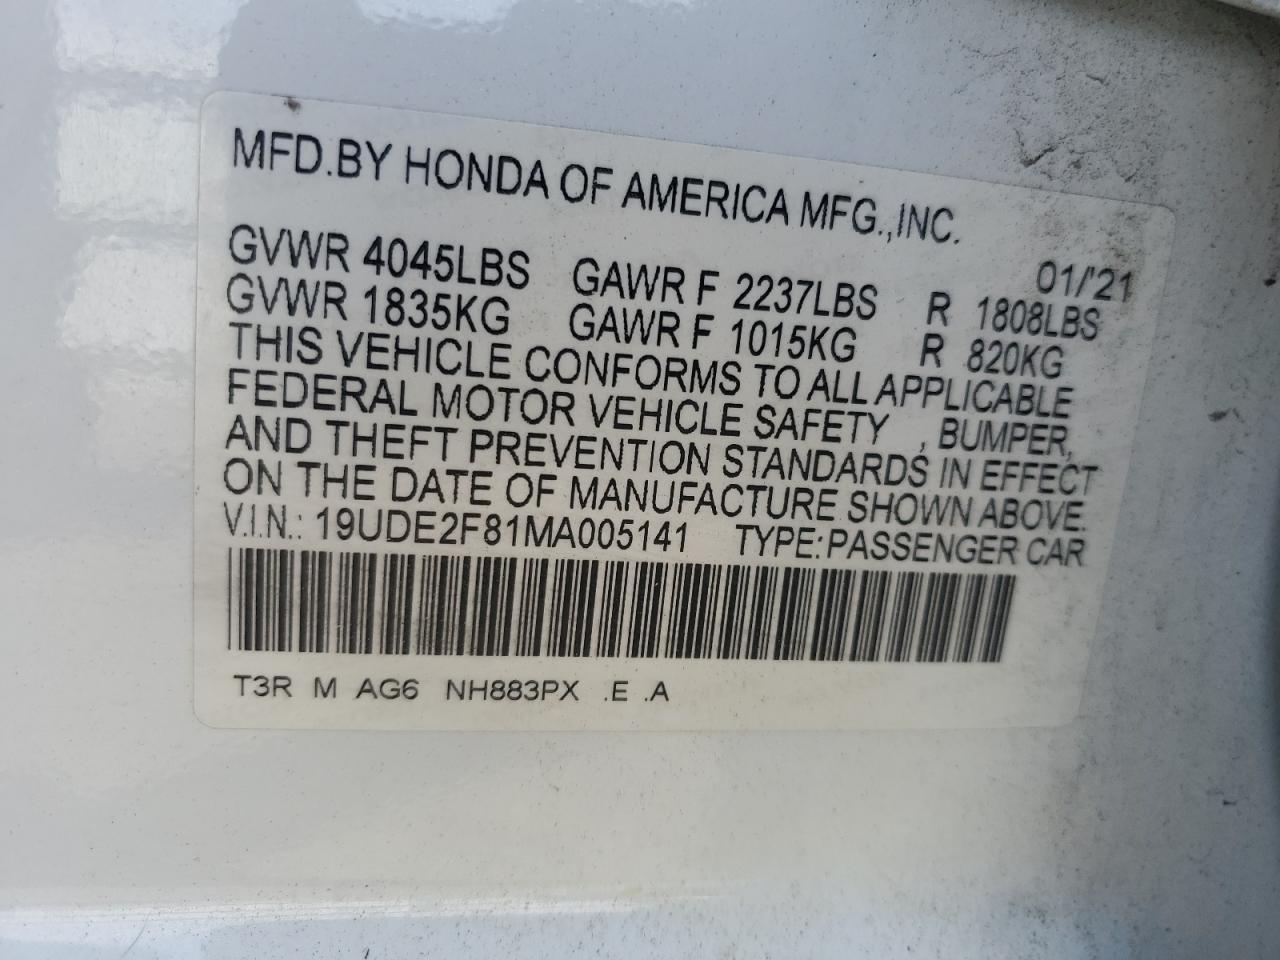 MFD.BY HONDA OF AMERICA MFG.,INC.
01/'21
GVWR 4045LBS GAWR F 2237LBS R 1808LBS
GVWR 1835KG GAWR F 1015KG R 820KG
THIS VEHICLE CONFORMS TO ALL APPLICABLE
FEDERAL MOTOR VEHICLE SAFETY , BUMPER,
AND THEFT PREVENTION STANDARDS IN EFFECT
ON THE DATE OF MANUFACTURE SHOWN ABOVE.
V.I.N.: 19UDE2F81MA005141 TYPE:PASSENGER CAR
T3R M AG6 NH883PX .E .A